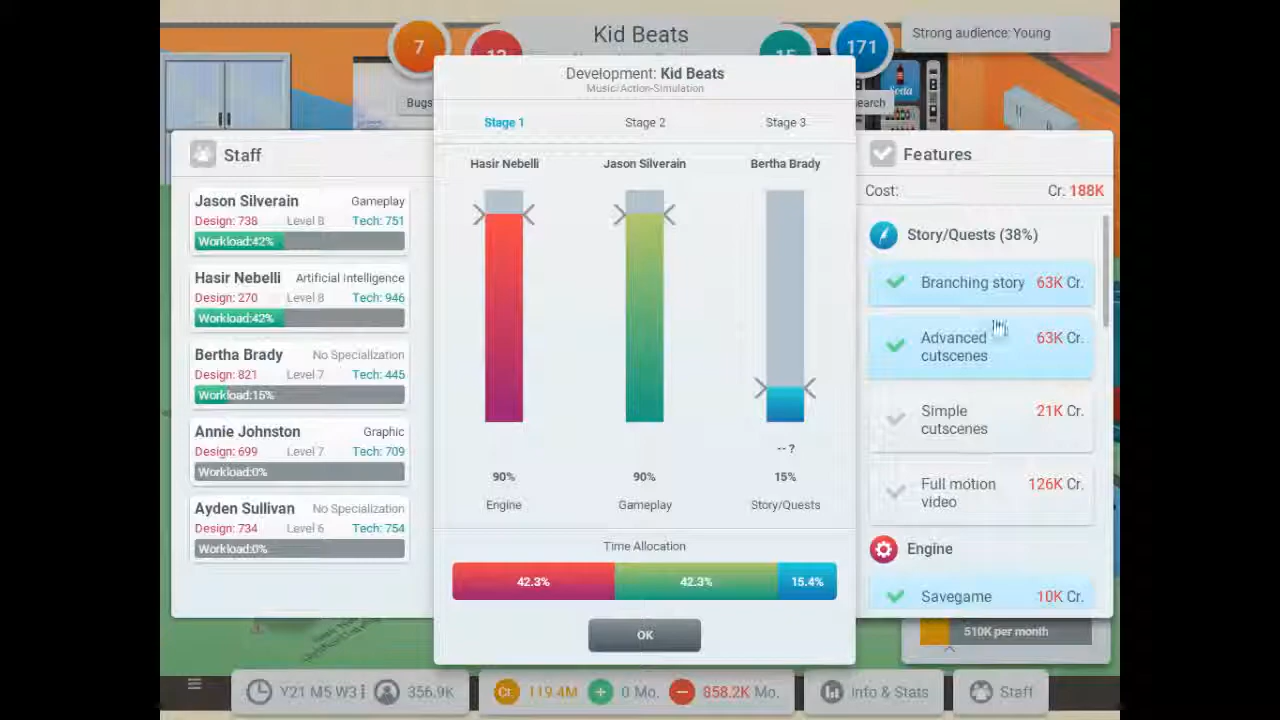 Kid Beats
7
171
Strong audience: Young
Bugs
Soda
Development: Kid Beats
Music/Action-Simulation
Stage 1
Stage 2
Stage 3
Staff
Jason Silverain
Gameplay
Design: 738
Level 8
Tech: 751
Workload:42%
Hasir Nebelli
Artificial Intelligence
Design: 270
Level 8
Tech: 946
Workload:42%
Bertha Brady
No Specialization
Design: 821
Level 7
Tech: 445
Workload:15%
Annie Johnston
Graphic
Design: 699
Level 7
Tech: 709
Workload:0%
Ayden Sullivan
No Specialization
Design: 734
Level 6
Tech: 754
Workload:0%
Hasir Nebelli
Jason Silverain
Bertha Brady
-- ?
90%
90%
15%
Engine
Gameplay
Story/Quests
Time Allocation
42.3%
42.3%
15.4%
OK
Features
Cost:
Cr. 188K
Story/Quests (38%)
Branching story
63K Cr.
Advanced
cutscenes
63K Cr.
Simple
cutscenes
21K Cr.
Full motion
video
126K Cr.
Engine
Savegame
10K Cr.
510K per month
Y21 M5 W3
356.9K
Cr.
119.4M
0 Mo.
858.2K Mo.
Info & Stats
Staff